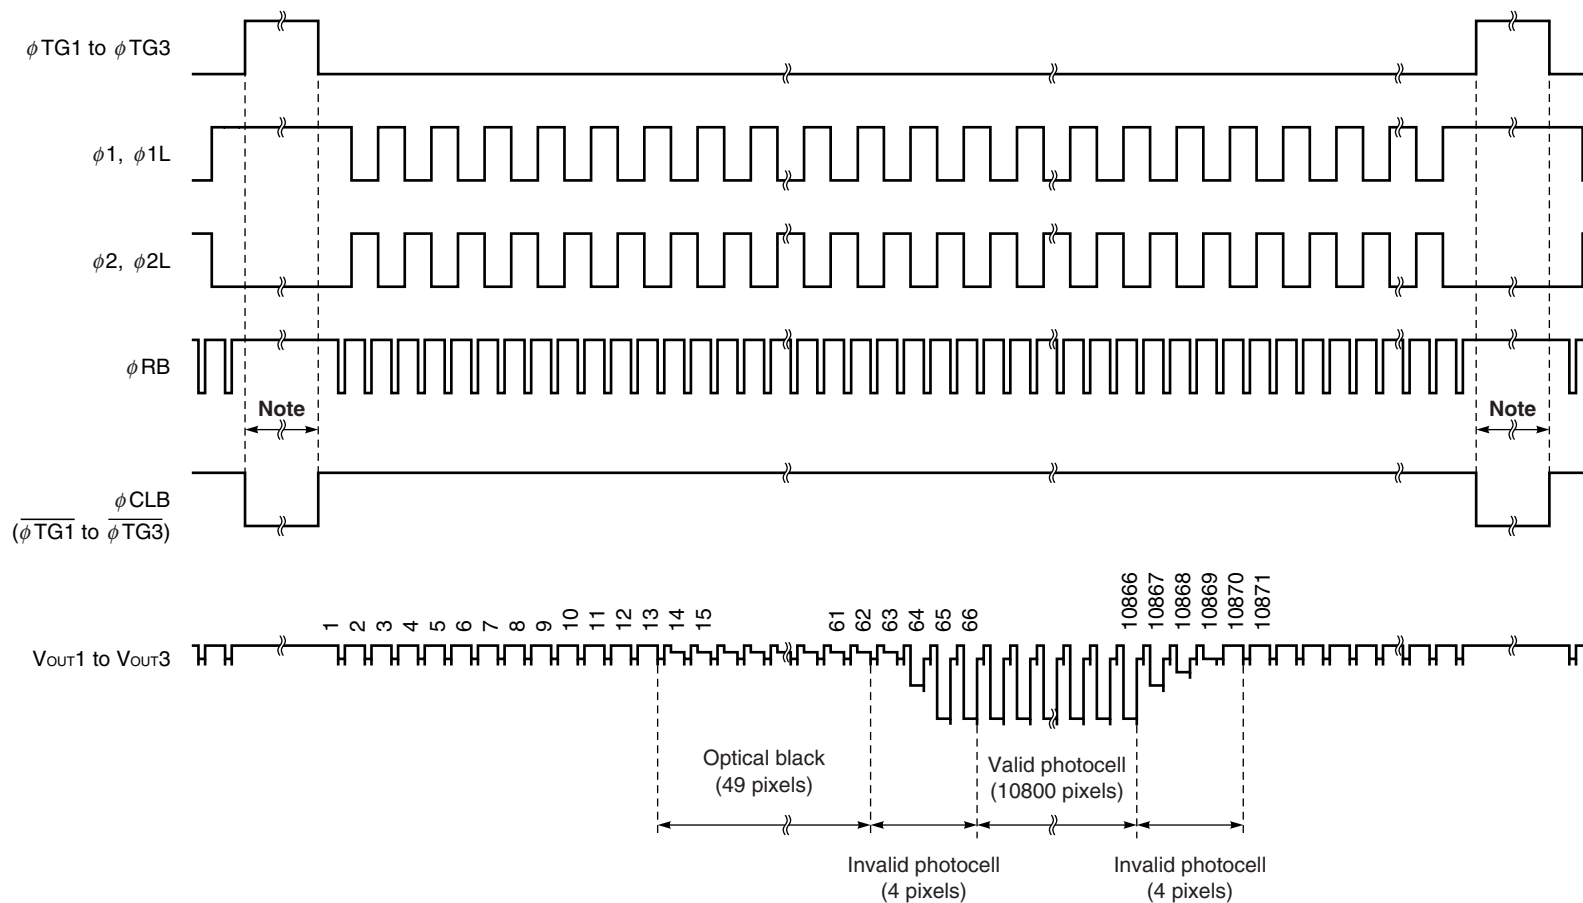 φTG1 to φTG3
φ1, φ1L
φ2, φ2L
φRB
Note
Note
φCLB
(φTG1 to φTG3)
1 2 3 4 5 6 7 8 9 10 11 12 13 14 15 61 62 63 64 65 66 10866 10867 10868 10869 10870 10871
VOUT1 to VOUT3
Optical black
(49 pixels)
Valid photocell
(10800 pixels)
Invalid photocell
(4 pixels)
Invalid photocell
(4 pixels)